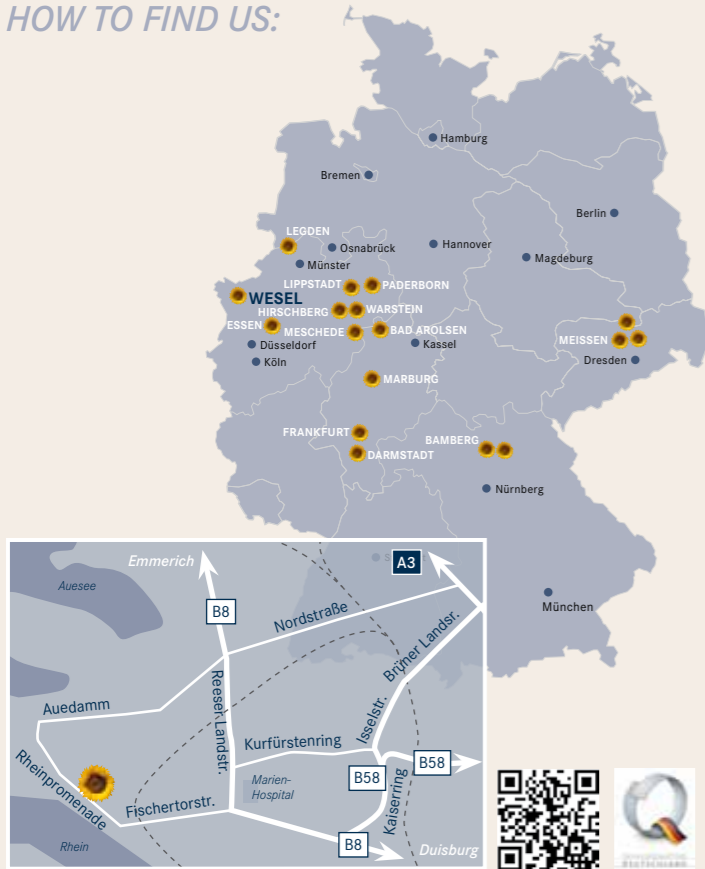 HOW TO FIND US:
Hamburg
Bremen
Berlin
LEGDEN
Osnabrück
Hannover
Magdeburg
Münster
LIPPSTADT
PADERBORN
WESEL
HIRSCHBERG
WARSTEIN
ESSEN
MESCHEDE
BAD AROLSEN
MEISSEN
Düsseldorf
Kassel
Dresden
Köln
MARBURG
FRANKFURT
BAMBERG
DARMSTADT
Nürnberg
München
Emmerich
A3
Auesee
B8
Nordstraße
Brüner Landsr.
Reeser Landstr.
Auedamm
Isselstr.
Kurfürstenring
B58
Rheinpromenade
B58
Marien-
Hospital
Kaiserring
Fischertorstr.
B8
Rhein
Duisburg
DEUTSCHLAND